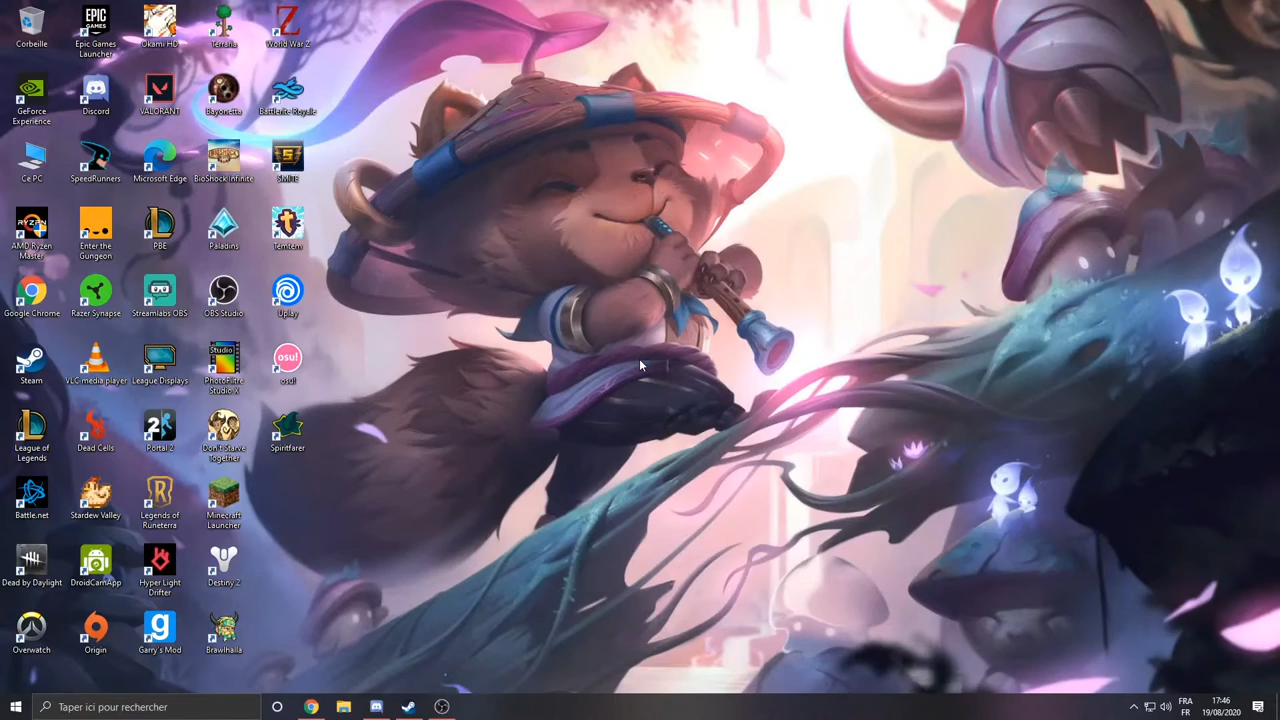 Corbeille
EPIC
GAMES
Epic Games
Launcher
Okami HD
Terraria
World War Z
GeForce
Experience
Discord
VALORANT
Bayonetta
Battlerite Royale
Ce PC
SpeedRunners
Microsoft Edge
BioShock Infinite
S
SMITE
RYZEN
AMD Ryzen
Master
Enter the
Gungeon
PBE
Paladins
Temtem
Google Chrome
Razer Synapse
Streamlabs OBS
OBS Studio
Uplay
Steam
VLC media player
League Displays
Studio
PhotoFiltre
Studio X
osu!
osu!
League of
Legends
Dead Cells
2
Portal 2
Don't Starve
Together
Spiritfarer
Battle.net
Stardew Valley
R
Legends of
Runeterra
Minecraft
Launcher
Dead by Daylight
DroidCamApp
Hyper Light
Drifter
Destiny 2
Overwatch
Origin
g
Garry's Mod
Brawlhalla
Taper ici pour rechercher
FRA
FR
17:46
19/08/2020